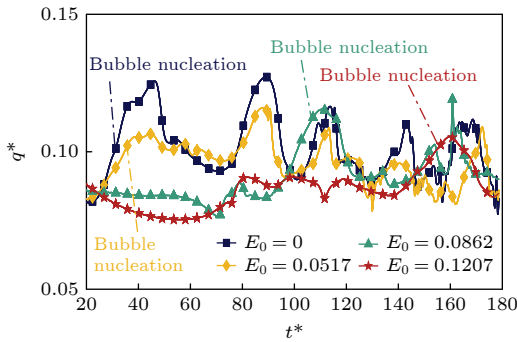 0.15
Bubble nucleation
Bubble nucleation
Bubble nucleation
q*
0.10
Bubble
nucleation
E₀ = 0
E₀ = 0.0862
E₀ = 0.0517
E₀ = 0.1207
0.05
20 40 60 80 100 120 140 160 180
t*